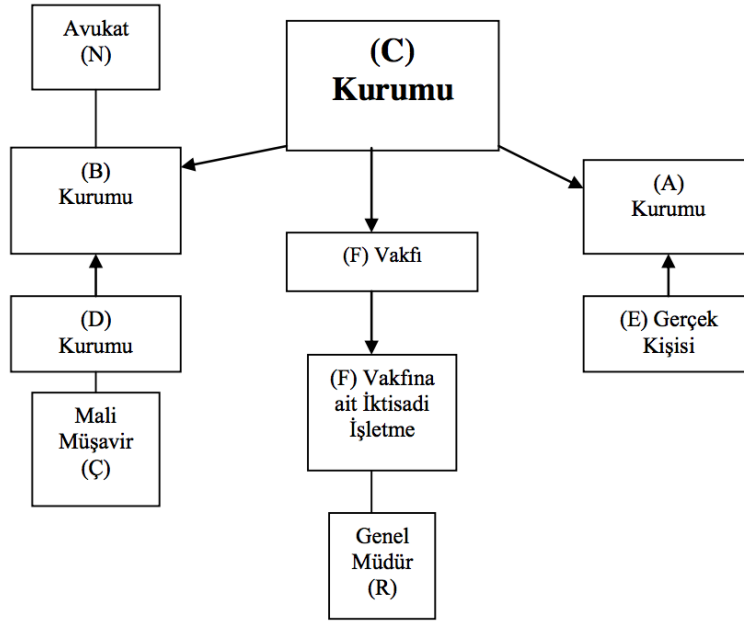 Avukat
(N)
(C)
Kurumu
(B)
Kurumu
(A)
Kurumu
(F) Vakfı
(D)
Kurumu
(E) Gerçek
Kişisi
(F) Vakfına
ait İktisadi
İşletme
Mali
Müşavir
(Ç)
Genel
Müdür
(R)